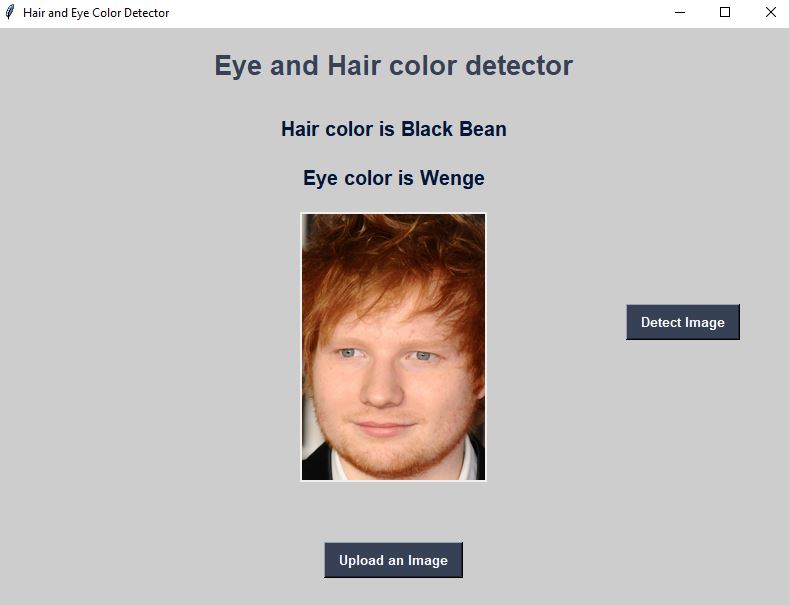 Hair and Eye Color Detector
Eye and Hair color detector
Hair color is Black Bean
Eye color is Wenge
Detect Image
Upload an Image